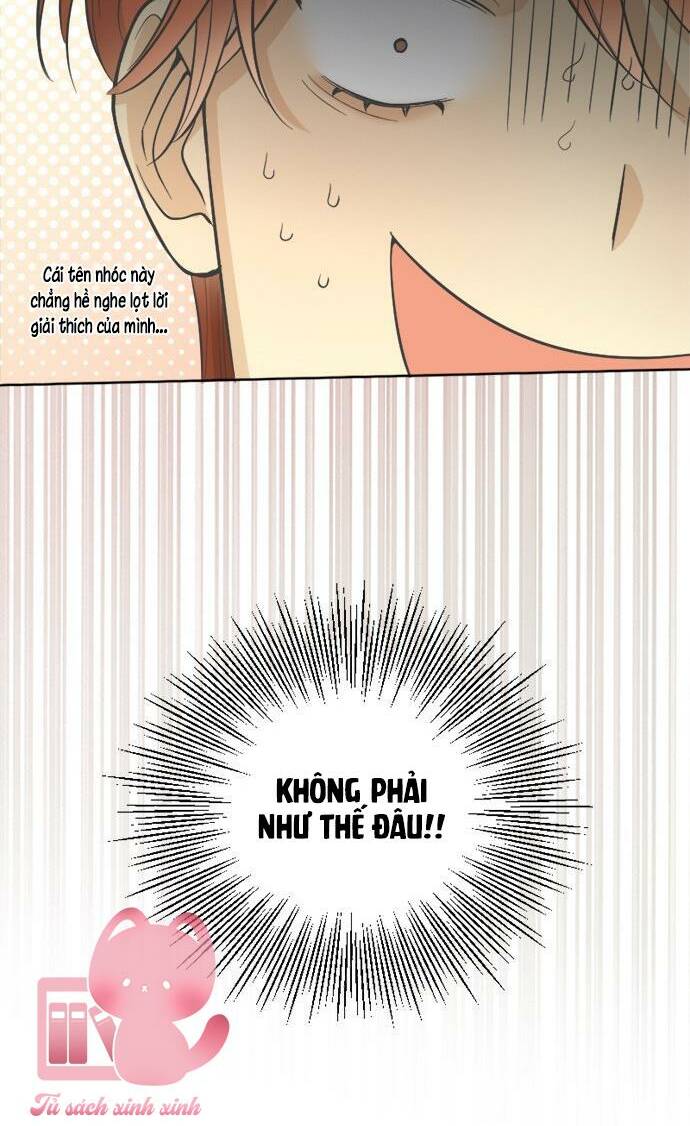 Cái tên nhóc này
chẳng hề nghe lọt lời
giải thích của mình...
KHÔNG PHẢI
NHƯ THẾ ĐÂU!!
Tủ sách xinh xinh